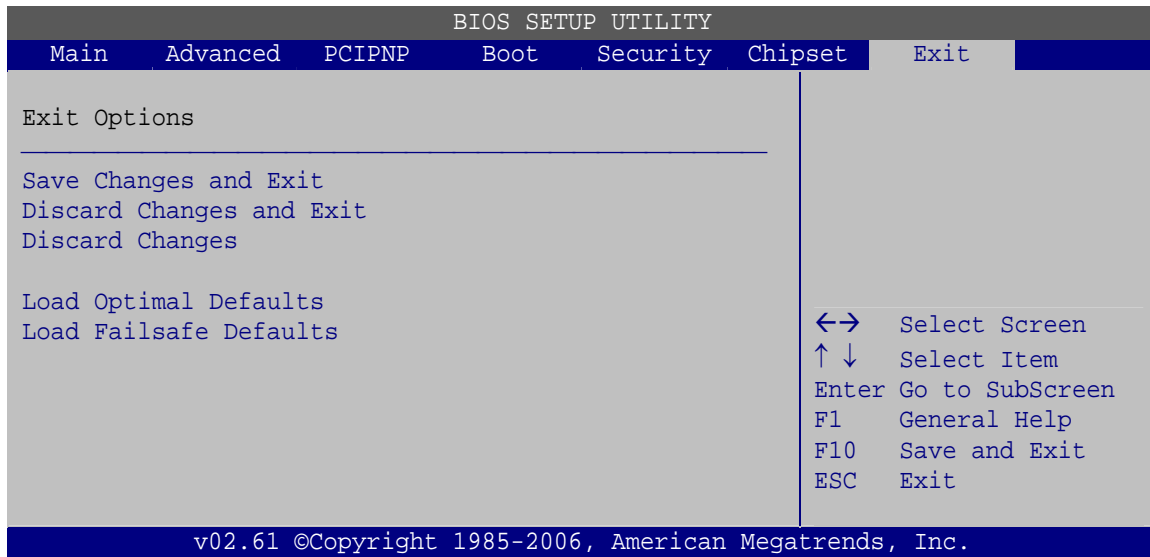 BIOS SETUP UTILITY
Main Advanced PCIPNP Boot Security Chipset Exit
Exit Options
Save Changes and Exit
Discard Changes and Exit
Discard Changes
Load Optimal Defaults
Load Failsafe Defaults
←→ Select Screen
↑ ↓ Select Item
Enter Go to SubScreen
F1 General Help
F10 Save and Exit
ESC Exit
v02.61 ©Copyright 1985-2006, American Megatrends, Inc.